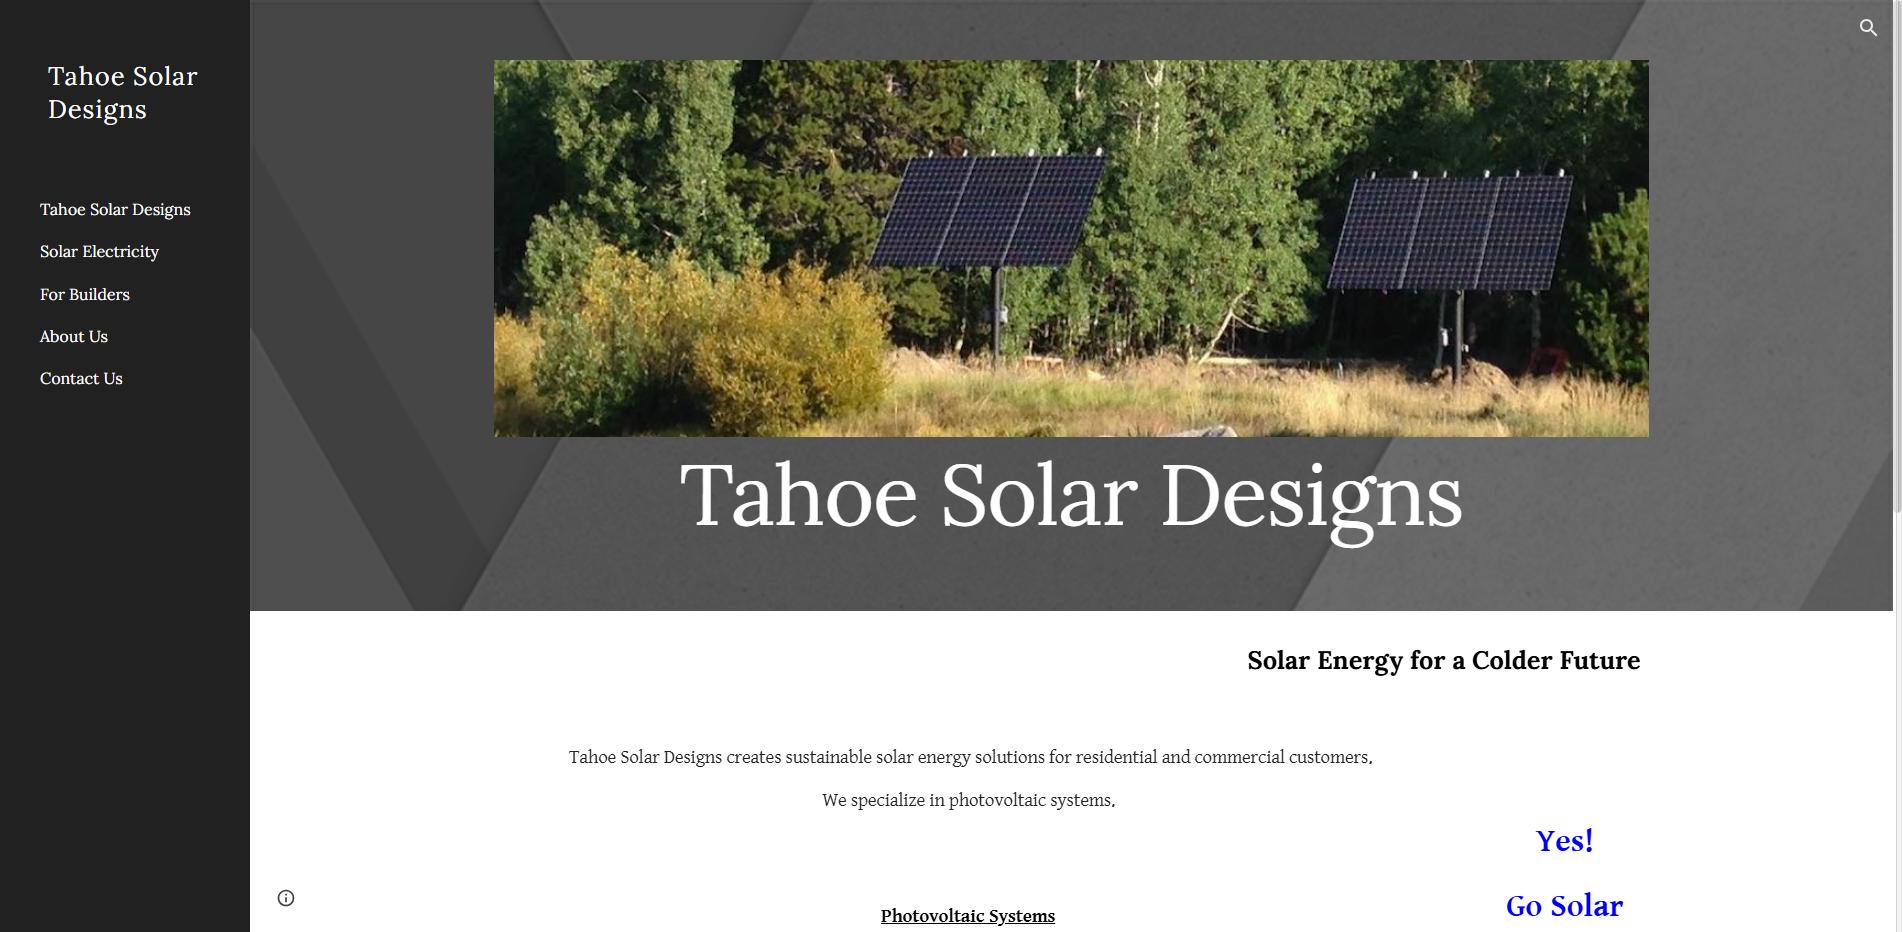 Tahoe Solar
Designs
Tahoe Solar Designs
Solar Electricity
For Builders
About Us
Contact Us
Tahoe Solar Designs
Solar Energy for a Colder Future
Tahoe Solar Designs creates sustainable solar energy solutions for residential and commercial customers.
We specialize in photovoltaic systems.
Yes!
Go Solar
Photovoltaic Systems